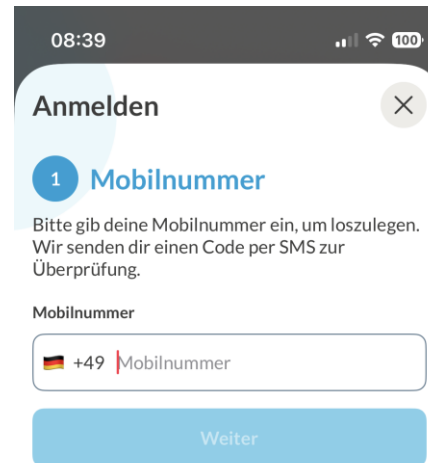 08:39
100
Anmelden
1 Mobilnummer
Bitte gib deine Mobilnummer ein, um loszulegen.
Wir senden dir einen Code per SMS zur
Überprüfung.
Mobilnummer
+49 Mobilnummer
Weiter